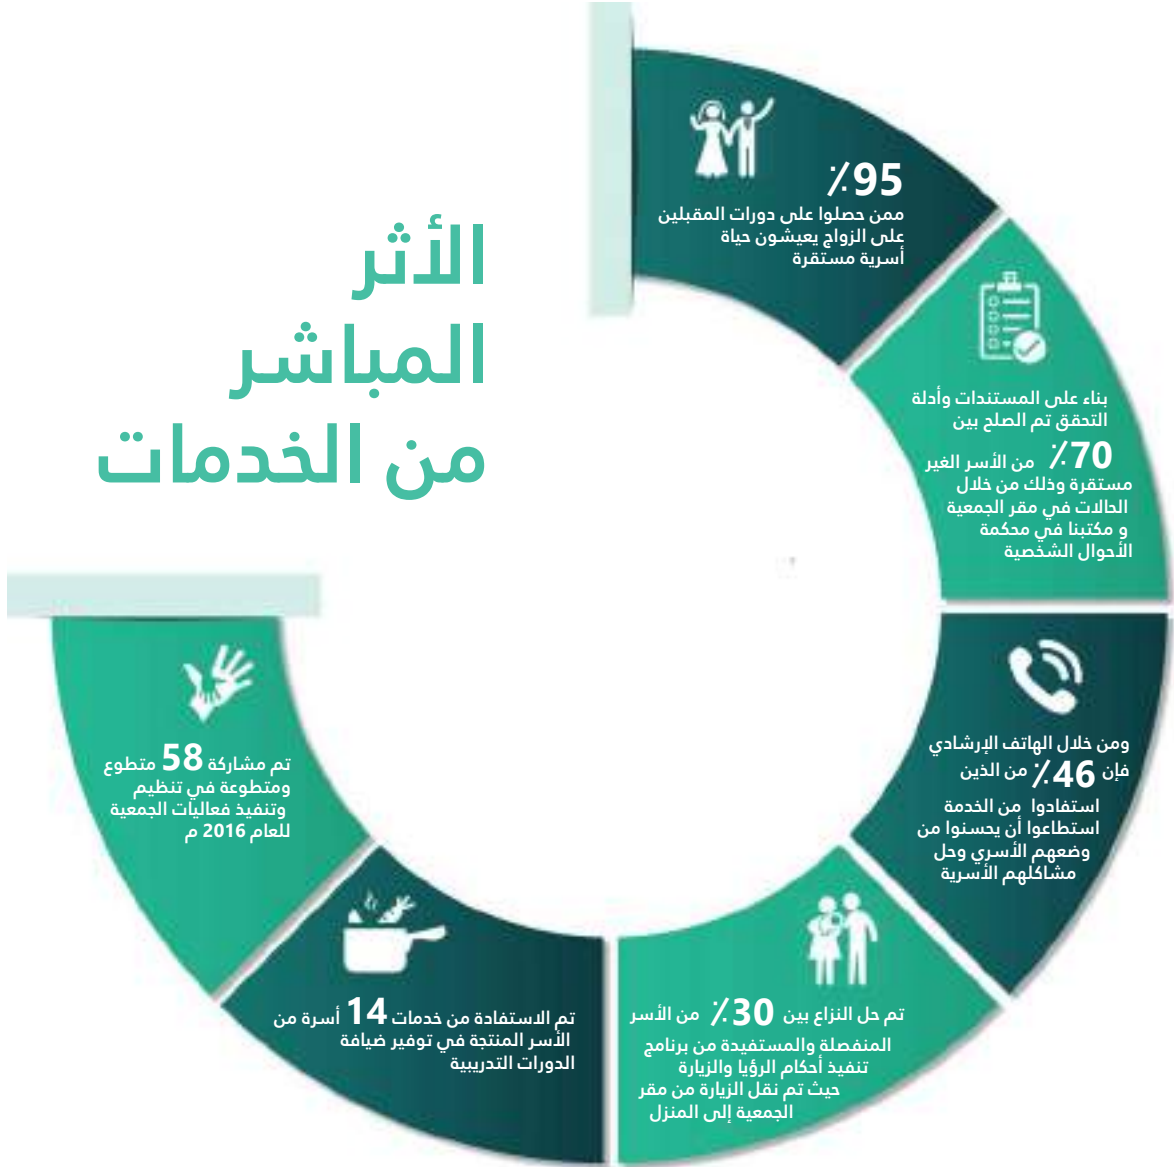 الأثر
المباشر
من الخدمات
95٪
ممن حصلوا على دورات المقبلين
على الزواج يعيشون حياة
أسرية مستقرة
بناء على المستندات وأدلة
التحقق تم الصلح بين
70٪ من الأسر الغير
مستقرة وذلك من خلال
الحالات في مقر الجمعية
و مكتبنا في محكمة
الأحوال الشخصية
ومن خلال الهاتف الإرشادي
فإن 46٪ من الذين
استفادوا من الخدمة
استطاعوا أن يحسنوا من
وضعهم الأسري وحل
مشاكلهم الأسرية
تم حل النزاع بين 30٪ من الأسر
المنفصلة والمستفيدة من برنامج
تنفيذ أحكام الرؤيا والزيارة
حيث تم نقل الزيارة من مقر
الجمعية إلى المنزل
تم الاستفادة من خدمات 14 أسرة من
الأسر المنتجة في توفير ضيافة
الدورات التدريبية
تم مشاركة 58 متطوع
ومتطوعة في تنظيم
وتنفيذ فعاليات الجمعية
للعام 2016 م